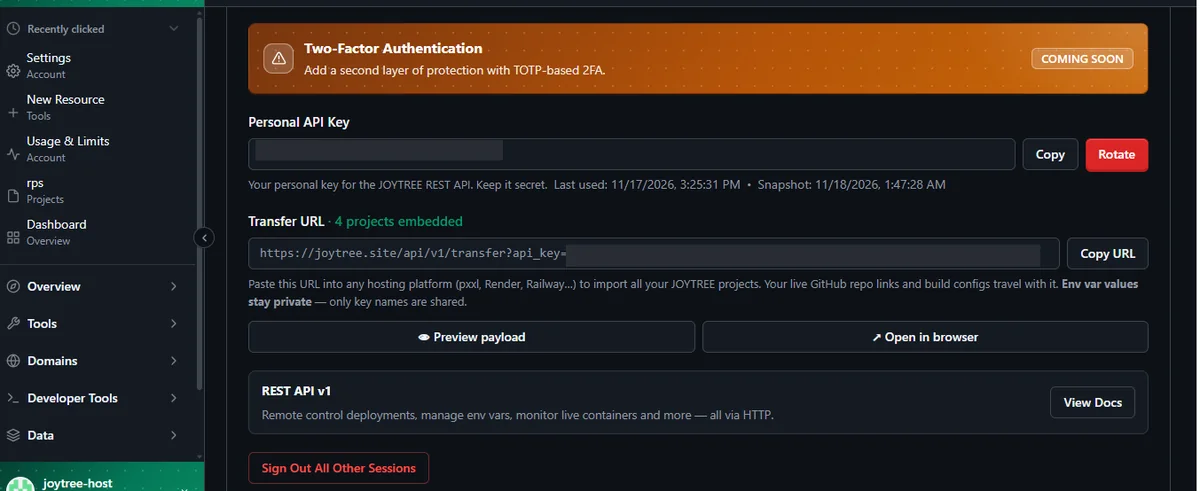 Recently clicked
Settings
Account
New Resource
Tools
Usage & Limits
Account
rps
Projects
Dashboard
Overview
Overview
Tools
Domains
Developer Tools
Data
joytree-host
Two-Factor Authentication
Add a second layer of protection with TOTP-based 2FA.
COMING SOON
Personal API Key
Copy
Rotate
Your personal key for the JOYTREE REST API. Keep it secret. Last used: 11/17/2026, 3:25:31 PM • Snapshot: 11/18/2026, 1:47:28 AM
Transfer URL · 4 projects embedded
https://joytree.site/api/v1/transfer?api_key=
Copy URL
Paste this URL into any hosting platform (pxxl, Render, Railway...) to import all your JOYTREE projects. Your live GitHub repo links and build configs travel with it. Env var values
stay private — only key names are shared.
Preview payload
↗ Open in browser
REST API v1
Remote control deployments, manage env vars, monitor live containers and more — all via HTTP.
View Docs
Sign Out All Other Sessions